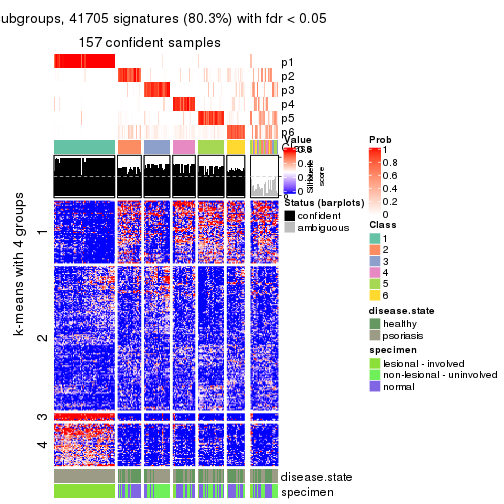 ubgroups, 41705 signatures (80.3%) with fdr < 0.05
157 confident samples
p1
p2
p3
p4
p5
p6
k-means with 4 groups
1
2
3
4
disease.state
specimen
Value
Silhouette
score
Status (barplots)
confident
ambiguous
Prob
1
0.8
0.6
0.4
0.2
0
Class
1
2
3
4
5
6
disease.state
healthy
psoriasis
specimen
lesional - involved
non-lesional - uninvolved
normal